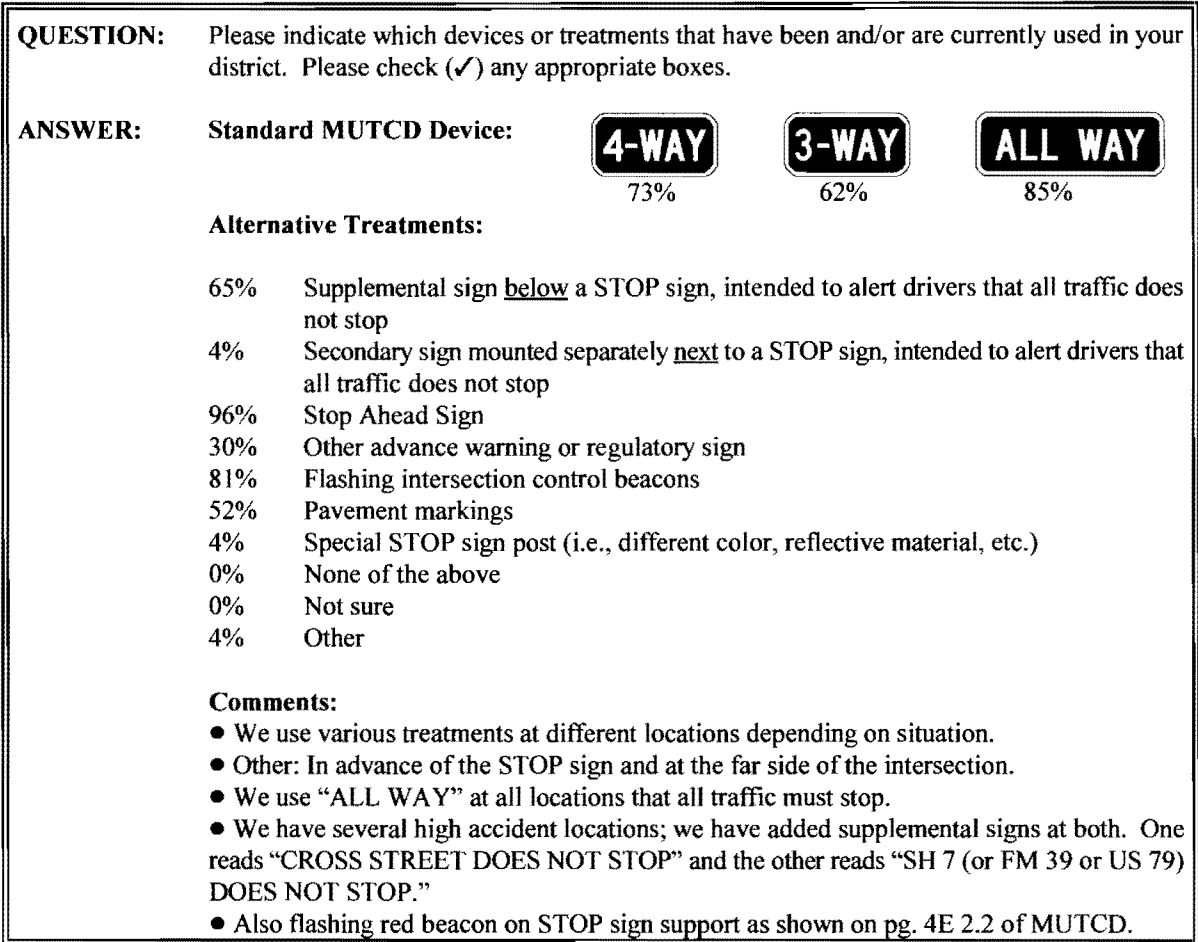 QUESTION: Please indicate which devices or treatments that have been and/or are currently used in your
district. Please check (✓) any appropriate boxes.
ANSWER: Standard MUTCD Device: 4-WAY 3-WAY ALL WAY
73% 62% 85%
Alternative Treatments:
65% Supplemental sign below a STOP sign, intended to alert drivers that all traffic does
not stop
4% Secondary sign mounted separately next to a STOP sign, intended to alert drivers that
all traffic does not stop
96% Stop Ahead Sign
30% Other advance warning or regulatory sign
81% Flashing intersection control beacons
52% Pavement markings
4% Special STOP sign post (i.e., different color, reflective material, etc.)
0% None of the above
0% Not sure
4% Other
Comments:
● We use various treatments at different locations depending on situation.
● Other: In advance of the STOP sign and at the far side of the intersection.
● We use “ALL WAY” at all locations that all traffic must stop.
● We have several high accident locations; we have added supplemental signs at both. One
reads “CROSS STREET DOES NOT STOP” and the other reads “SH 7 (or FM 39 or US 79)
DOES NOT STOP.”
● Also flashing red beacon on STOP sign support as shown on pg. 4E 2.2 of MUTCD.